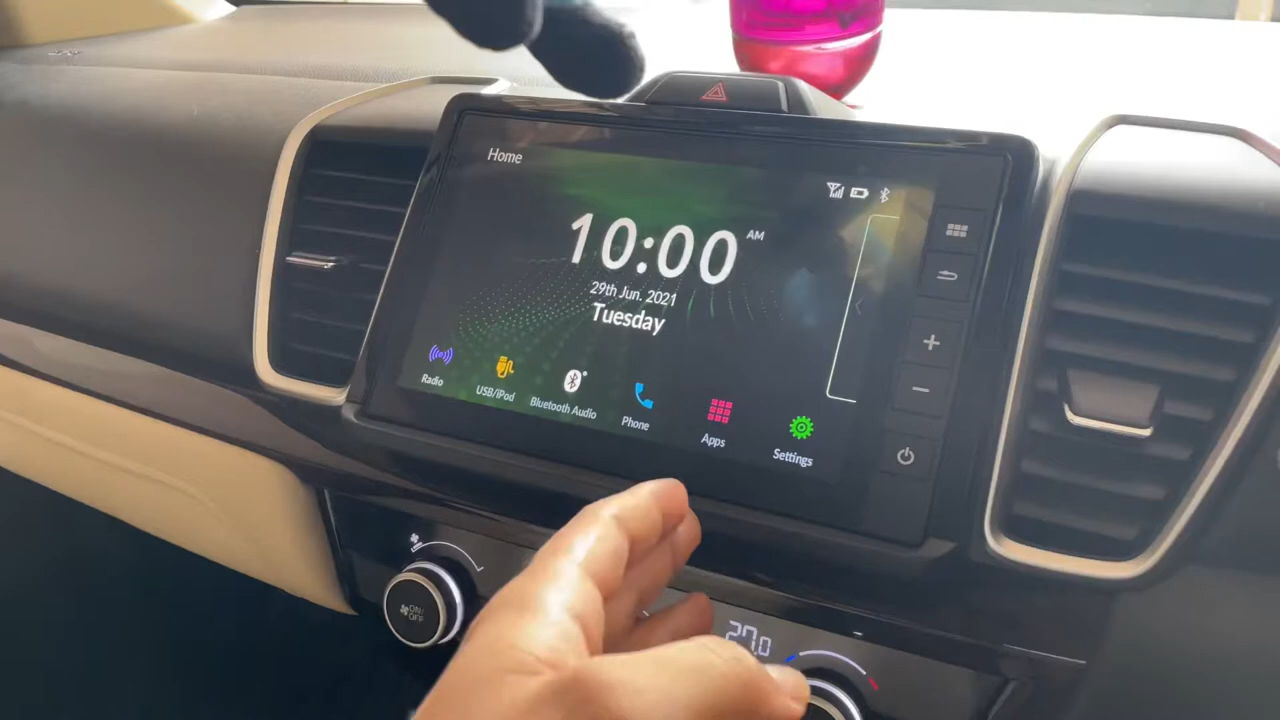 Home
10:00 AM
29th Jun. 2021
Tuesday
Radio
USB/iPod
Bluetooth Audio
Phone
Apps
Settings
ON/
OFF
27.0